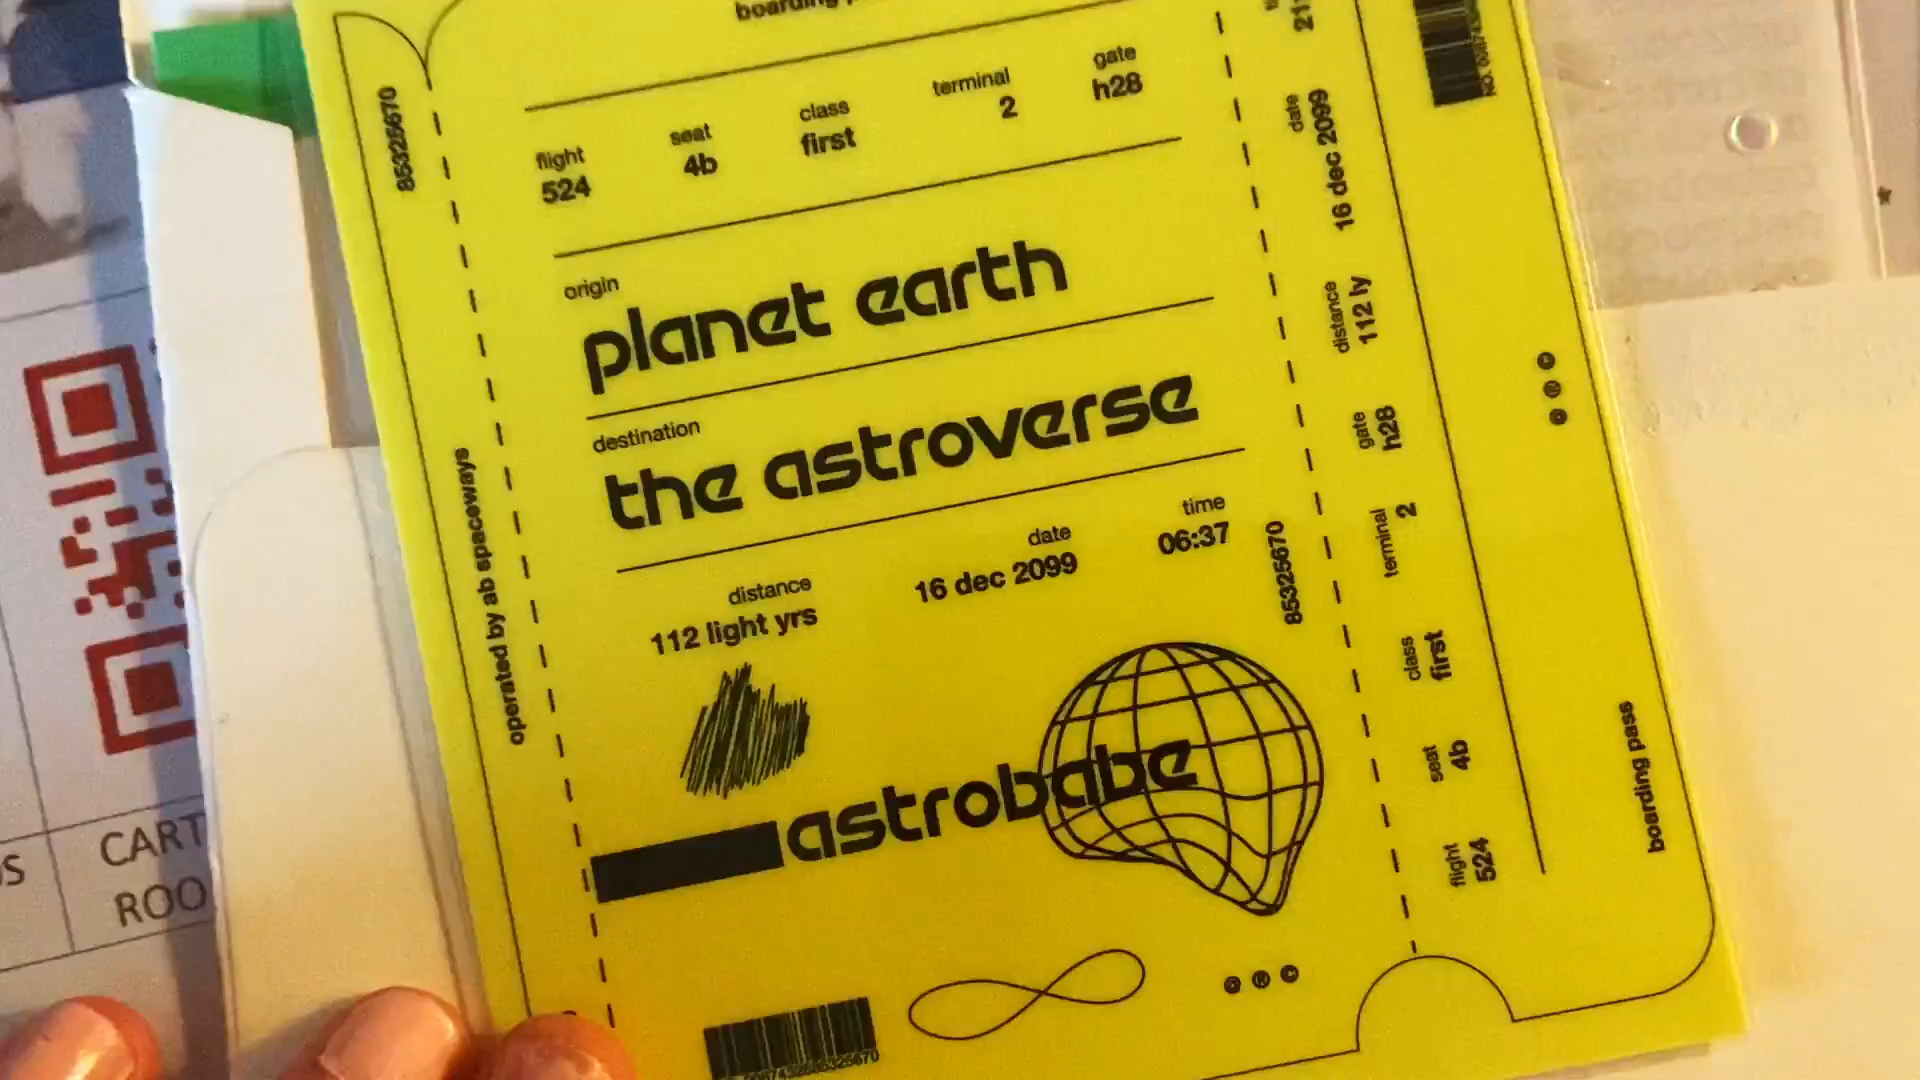 boarding
flight
524
seat
4b
class
first
terminal
2
gate
h28
origin
planet earth
destination
the astroverse
distance
112 light yrs
date
16 dec 2099
time
06:37
astrobabe
85325670
operated by ab spaceways
85325670
date
16 dec 2099
distance
112 ly
gate
h28
terminal
2
class
first
seat
4b
flight
524
boarding pass
CART
ROO